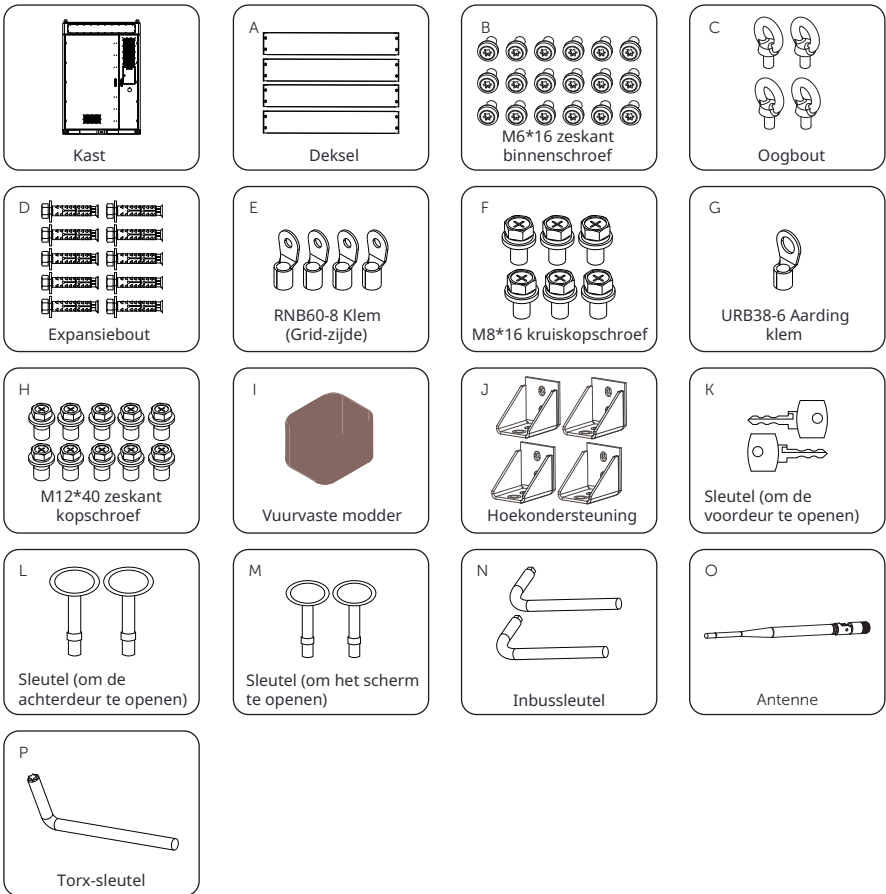 Kast
A
Deksel
B
M6*16 zeskant
binnenschroef
C
Oogbout
D
Expansiebout
E
RNB60-8 Klem
(Grid-zijde)
F
M8*16 kruiskopschroef
G
URB38-6 Aarding
klem
H
M12*40 zeskant
kopschroef
I
Vuurvaste modder
J
Hoekondersteuning
K
Sleutel (om de
voordeur te openen)
L
Sleutel (om de
achterdeur te openen)
M
Sleutel (om het scherm
te openen)
N
Inbussleutel
O
Antenne
P
Torx-sleutel